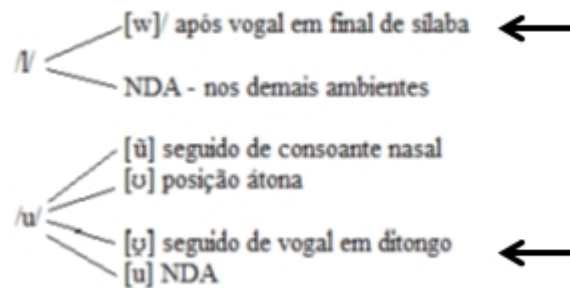 [w]/ após vogal em final de sílaba
/l/
NDA - nos demais ambientes
[ũ] seguido de consoante nasal
[ʊ] posição átona
/u/
[ʊ̯] seguido de vogal em ditongo
[u] NDA